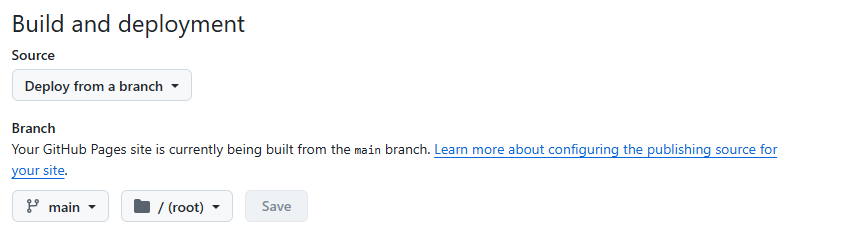 Build and deployment
Source
Deploy from a branch
Branch
Your GitHub Pages site is currently being built from the main branch. Learn more about configuring the publishing source for
your site.
main / (root) Save